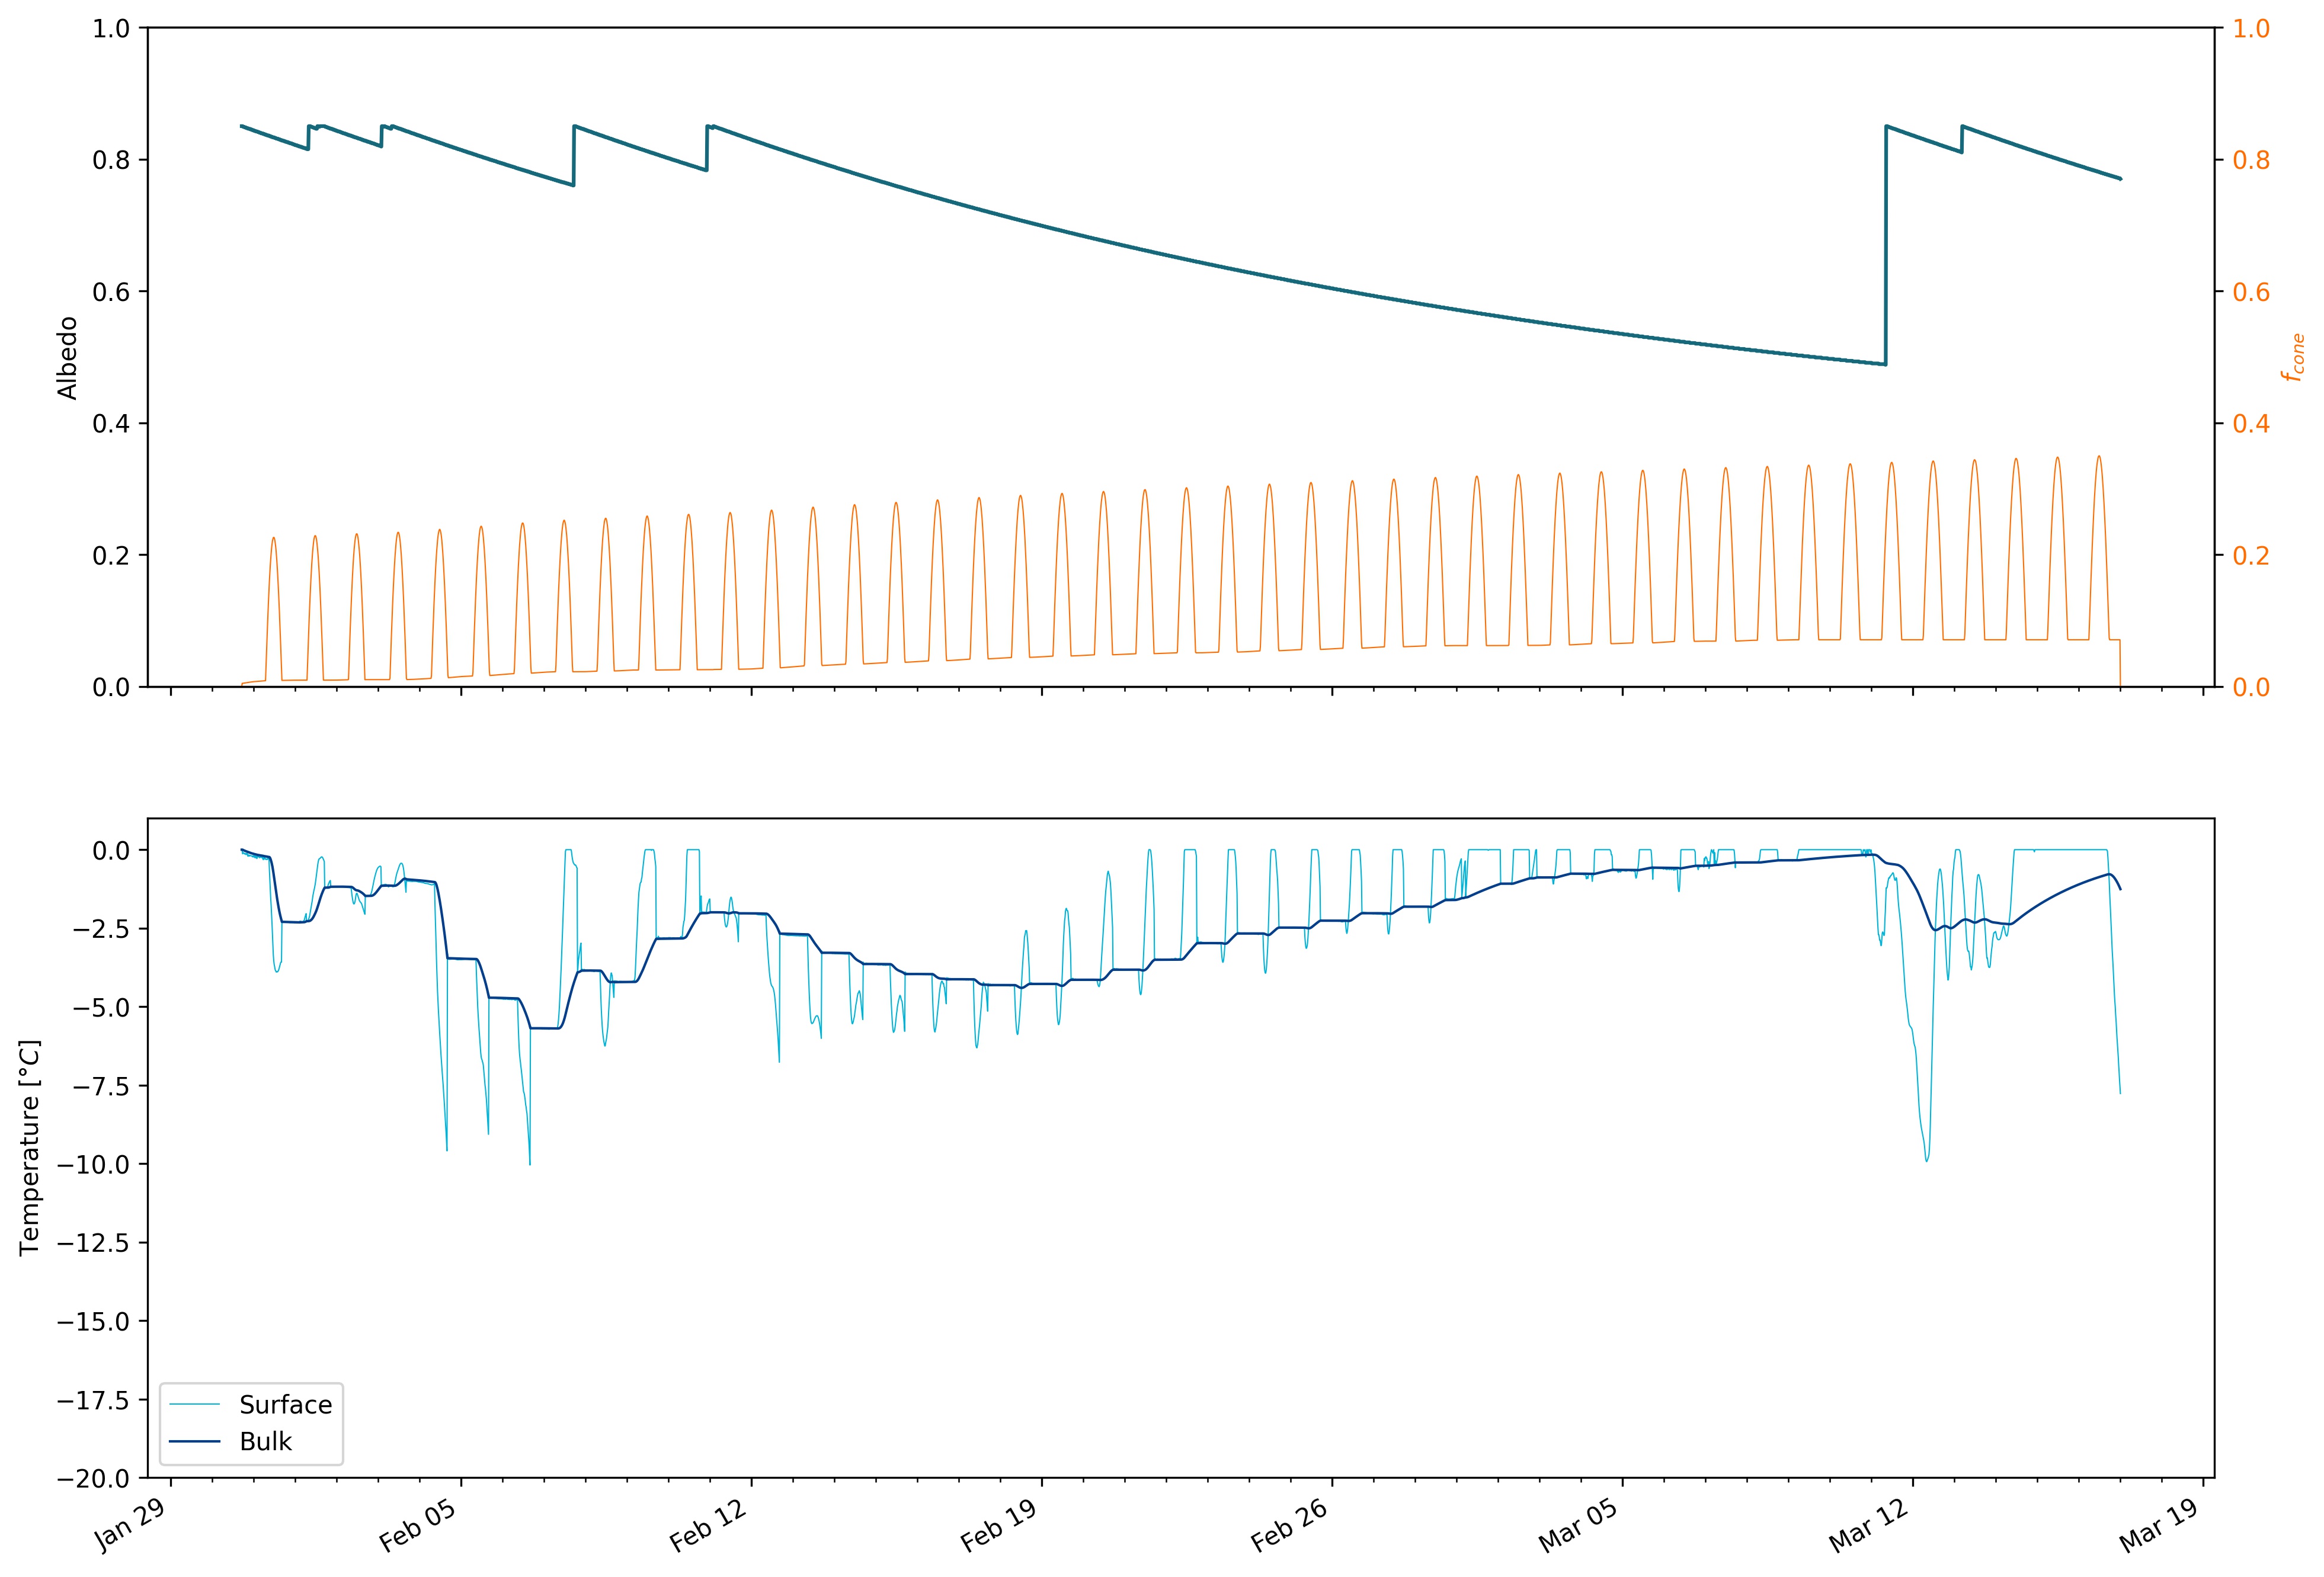 1.0
0.8
0.6
0.4
0.2
0.0
Albedo
1.0
0.8
0.6
0.4
0.2
0.0
f_cone
0.0
−2.5
−5.0
−7.5
−10.0
−12.5
−15.0
−17.5
−20.0
Temperature [°C]
Surface
Bulk
Jan 29
Feb 05
Feb 12
Feb 19
Feb 26
Mar 05
Mar 12
Mar 19